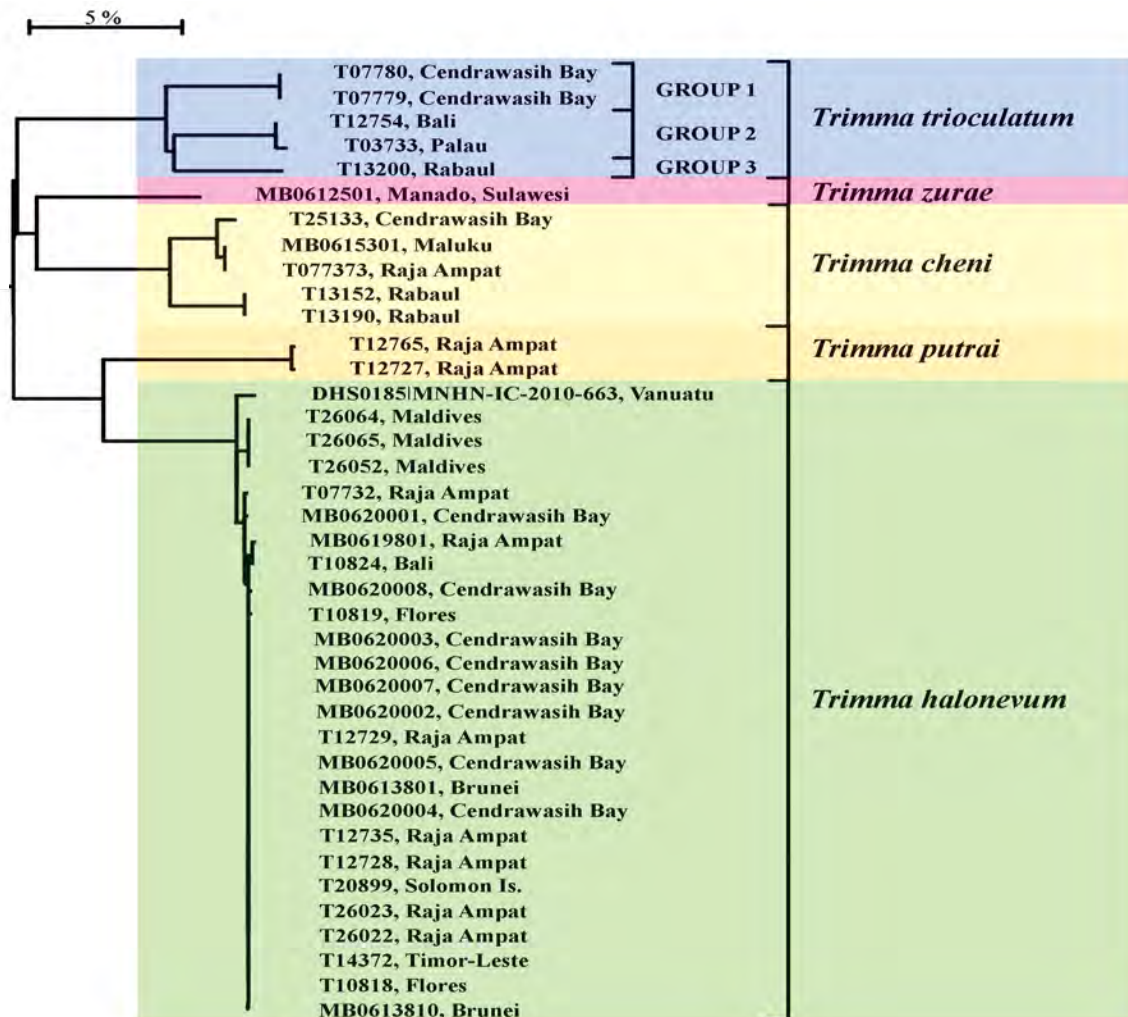 5 %
T07780, Cendrawasih Bay
T07779, Cendrawasih Bay
GROUP 1
T12754, Bali
T03733, Palau
GROUP 2
T13200, Rabaul
GROUP 3
Trimma trioculatum
MB0612501, Manado, Sulawesi
Trimma zurae
T25133, Cendrawasih Bay
MB0615301, Maluku
T077373, Raja Ampat
T13152, Rabaul
T13190, Rabaul
Trimma cheni
T12765, Raja Ampat
T12727, Raja Ampat
Trimma putrai
DHS0185|MNHN-IC-2010-663, Vanuatu
T26064, Maldives
T26065, Maldives
T26052, Maldives
T07732, Raja Ampat
MB0620001, Cendrawasih Bay
MB0619801, Raja Ampat
T10824, Bali
MB0620008, Cendrawasih Bay
T10819, Flores
MB0620003, Cendrawasih Bay
MB0620006, Cendrawasih Bay
MB0620007, Cendrawasih Bay
MB0620002, Cendrawasih Bay
T12729, Raja Ampat
MB0620005, Cendrawasih Bay
MB0613801, Brunei
MB0620004, Cendrawasih Bay
T12735, Raja Ampat
T12728, Raja Ampat
T20899, Solomon Is.
T26023, Raja Ampat
T26022, Raja Ampat
T14372, Timor-Leste
T10818, Flores
MB0613810, Brunei
Trimma halonevum